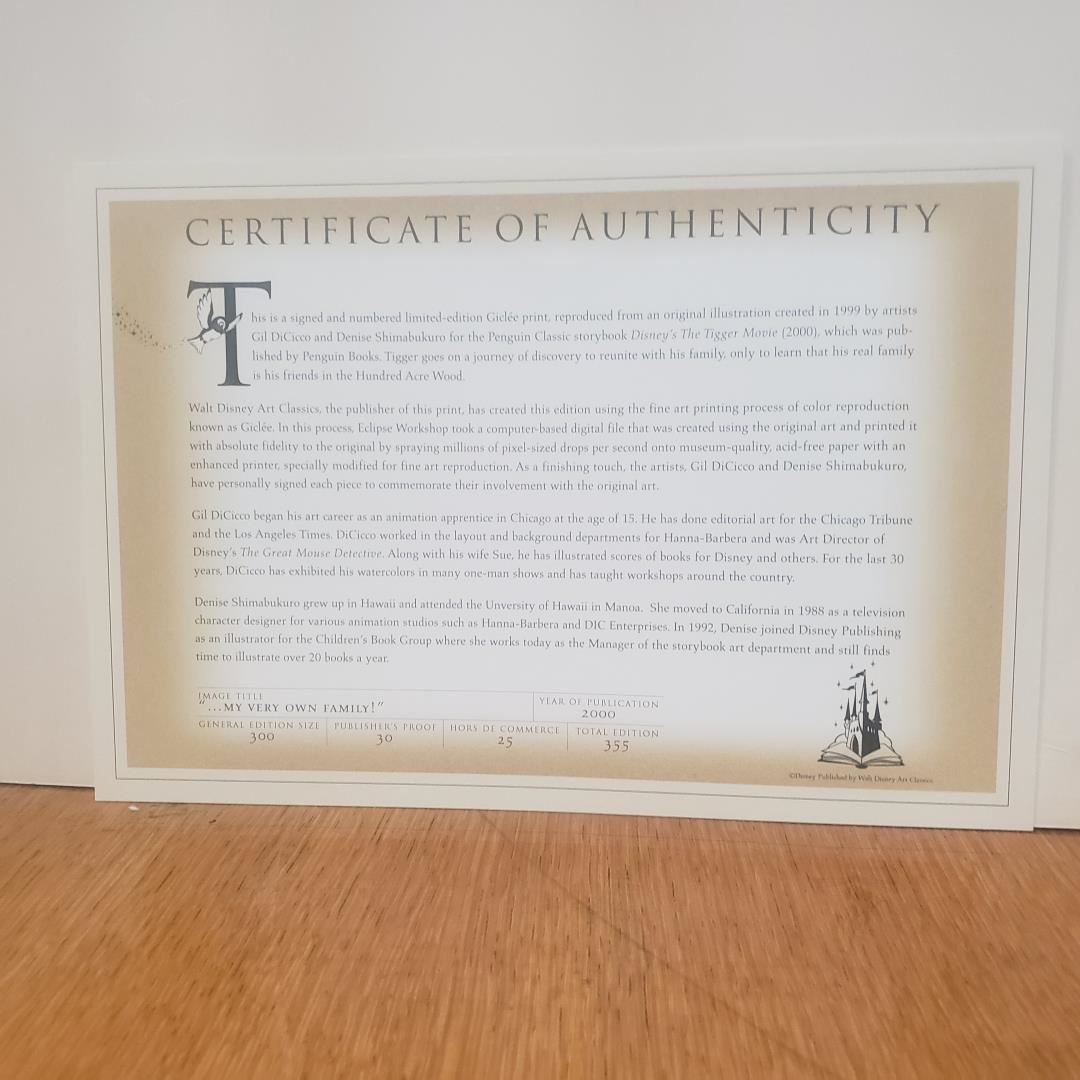 CERTIFICATE OF AUTHENTICITY
This is a signed and numbered limited-edition Giclée print, reproduced from an original illustration created in 1999 by artists
Gil DiCicco and Denise Shimabukuro for the Penguin Classic storybook Disney's The Tigger Movie (2000), which was pub-
lished by Penguin Books. Tigger goes on a journey of discovery to reunite with his family, only to learn that his real family
is his friends in the Hundred Acre Wood.
Walt Disney Art Classics, the publisher of this print, has created this edition using the fine art printing process of color reproduction
known as Giclée. In this process, Eclipse Workshop took a computer-based digital file that was created using the original art and printed it
with absolute fidelity to the original by spraying millions of pixel-sized drops per second onto museum-quality, acid-free paper with an
enhanced printer, specially modified for fine art reproduction. As a finishing touch, the artists, Gil DiCicco and Denise Shimabukuro,
have personally signed each piece to commemorate their involvement with the original art.
Gil DiCicco began his art career as an animation apprentice in Chicago at the age of 15. He has done editorial art for the Chicago Tribune
and the Los Angeles Times. DiCicco worked in the layout and background departments for Hanna-Barbera and was Art Director of
Disney's The Great Mouse Detective. Along with his wife Sue, he has illustrated scores of books for Disney and others. For the last 30
years, DiCicco has exhibited his watercolors in many one-man shows and has taught workshops around the country.
Denise Shimabukuro grew up in Hawaii and attended the Unversity of Hawaii in Manoa. She moved to California in 1988 as a television
character designer for various animation studios such as Hanna-Barbera and DIC Enterprises. In 1992, Denise joined Disney Publishing
as an illustrator for the Children's Book Group where she works today as the Manager of the storybook art department and still finds
time to illustrate over 20 books a year.
IMAGE TITLE
"...MY VERY OWN FAMILY!"
YEAR OF PUBLICATION
2000
GENERAL EDITION SIZE PUBLISHER'S PROOF HORS DE COMMERCE TOTAL EDITION
300 30 25 355
©Disney Published by Walt Disney Art Classics